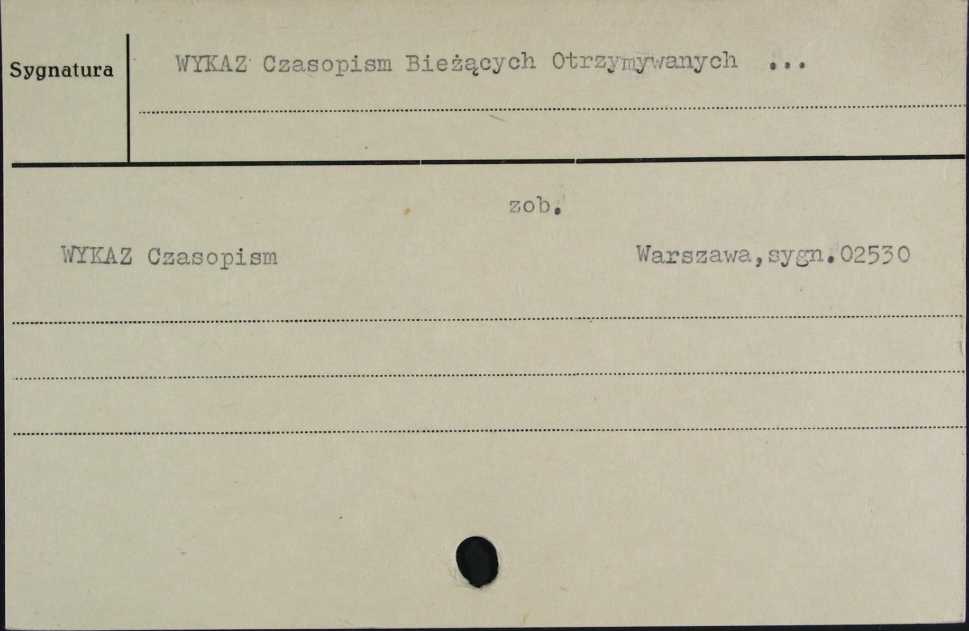 Sygnatura
WYKAZ Czasopism Bieżących Otrzymywanych ...
zob.
WYKAZ Czasopism Warszawa,sygn.02530